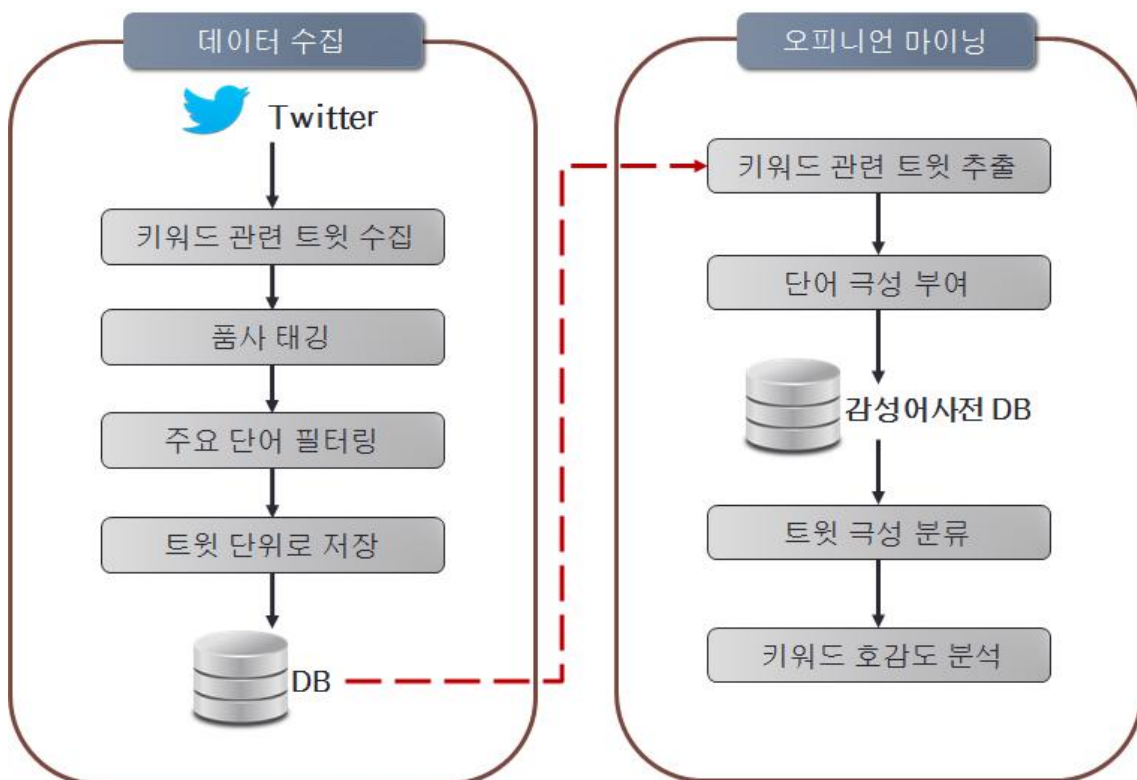 데이터 수집
Twitter
키워드 관련 트윗 수집
품사 태깅
주요 단어 필터링
트윗 단위로 저장
DB
오피니언 마이닝
키워드 관련 트윗 추출
단어 극성 부여
감성어사전 DB
트윗 극성 분류
키워드 호감도 분석